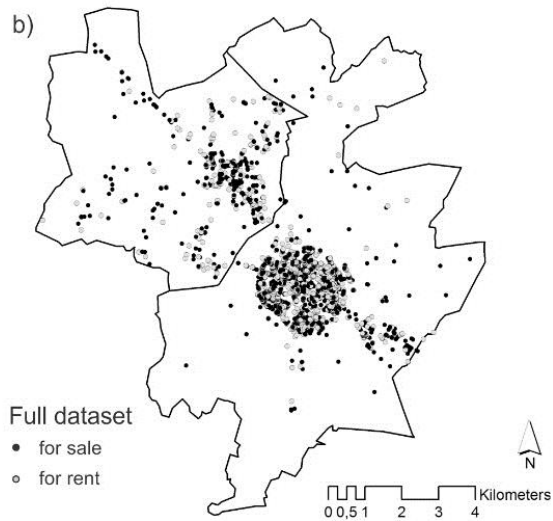 b)
Full dataset
for sale
for rent
N
Kilometers
0 0,5 1 2 3 4